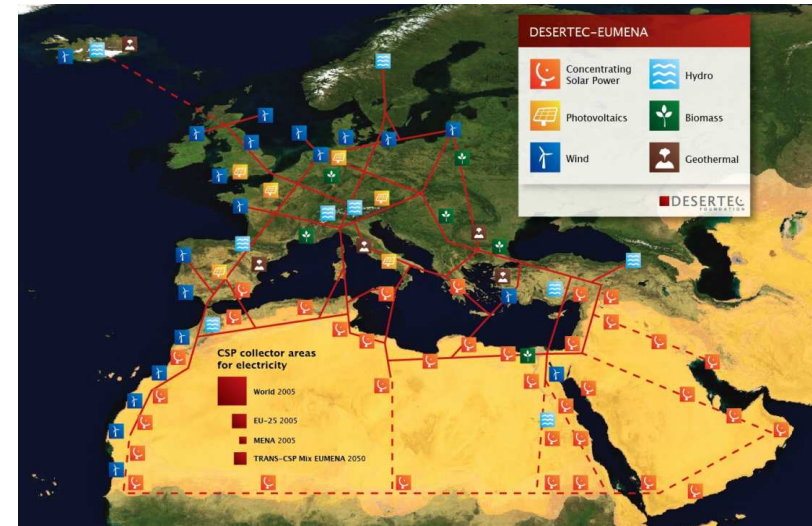 DESERTEC–EUMENA
Concentrating
Solar Power
Hydro
Photovoltaics
Biomass
Wind
Geothermal
DESERTEC
FOUNDATION
CSP collector areas
for electricity
World 2005
EU–25 2005
MENA 2005
TRANS–CSP Mix EUMENA 2050